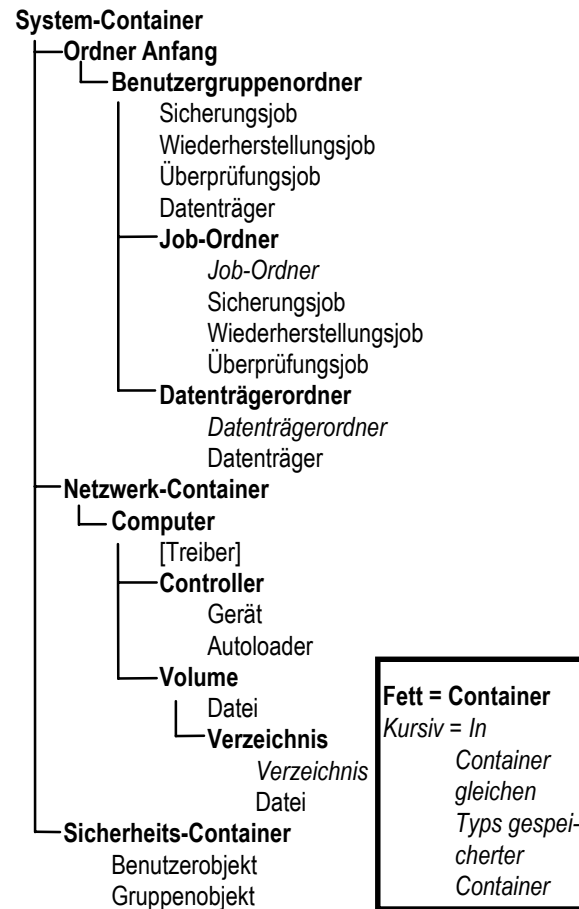 System-Container
Ordner Anfang
Benutzergruppenordner
Sicherungsjob
Wiederherstellungsjob
Überprüfungsjob
Datenträger
Job-Ordner
Job-Ordner
Sicherungsjob
Wiederherstellungsjob
Überprüfungsjob
Datenträgerordner
Datenträgerordner
Datenträger
Netzwerk-Container
Computer
[Treiber]
Controller
Gerät
Autoloader
Volume
Datei
Verzeichnis
Verzeichnis
Datei
Sicherheits-Container
Benutzerobjekt
Gruppenobjekt
Fett = Container
Kursiv = In
Container
gleichen
Typs gespei-
cherter
Container